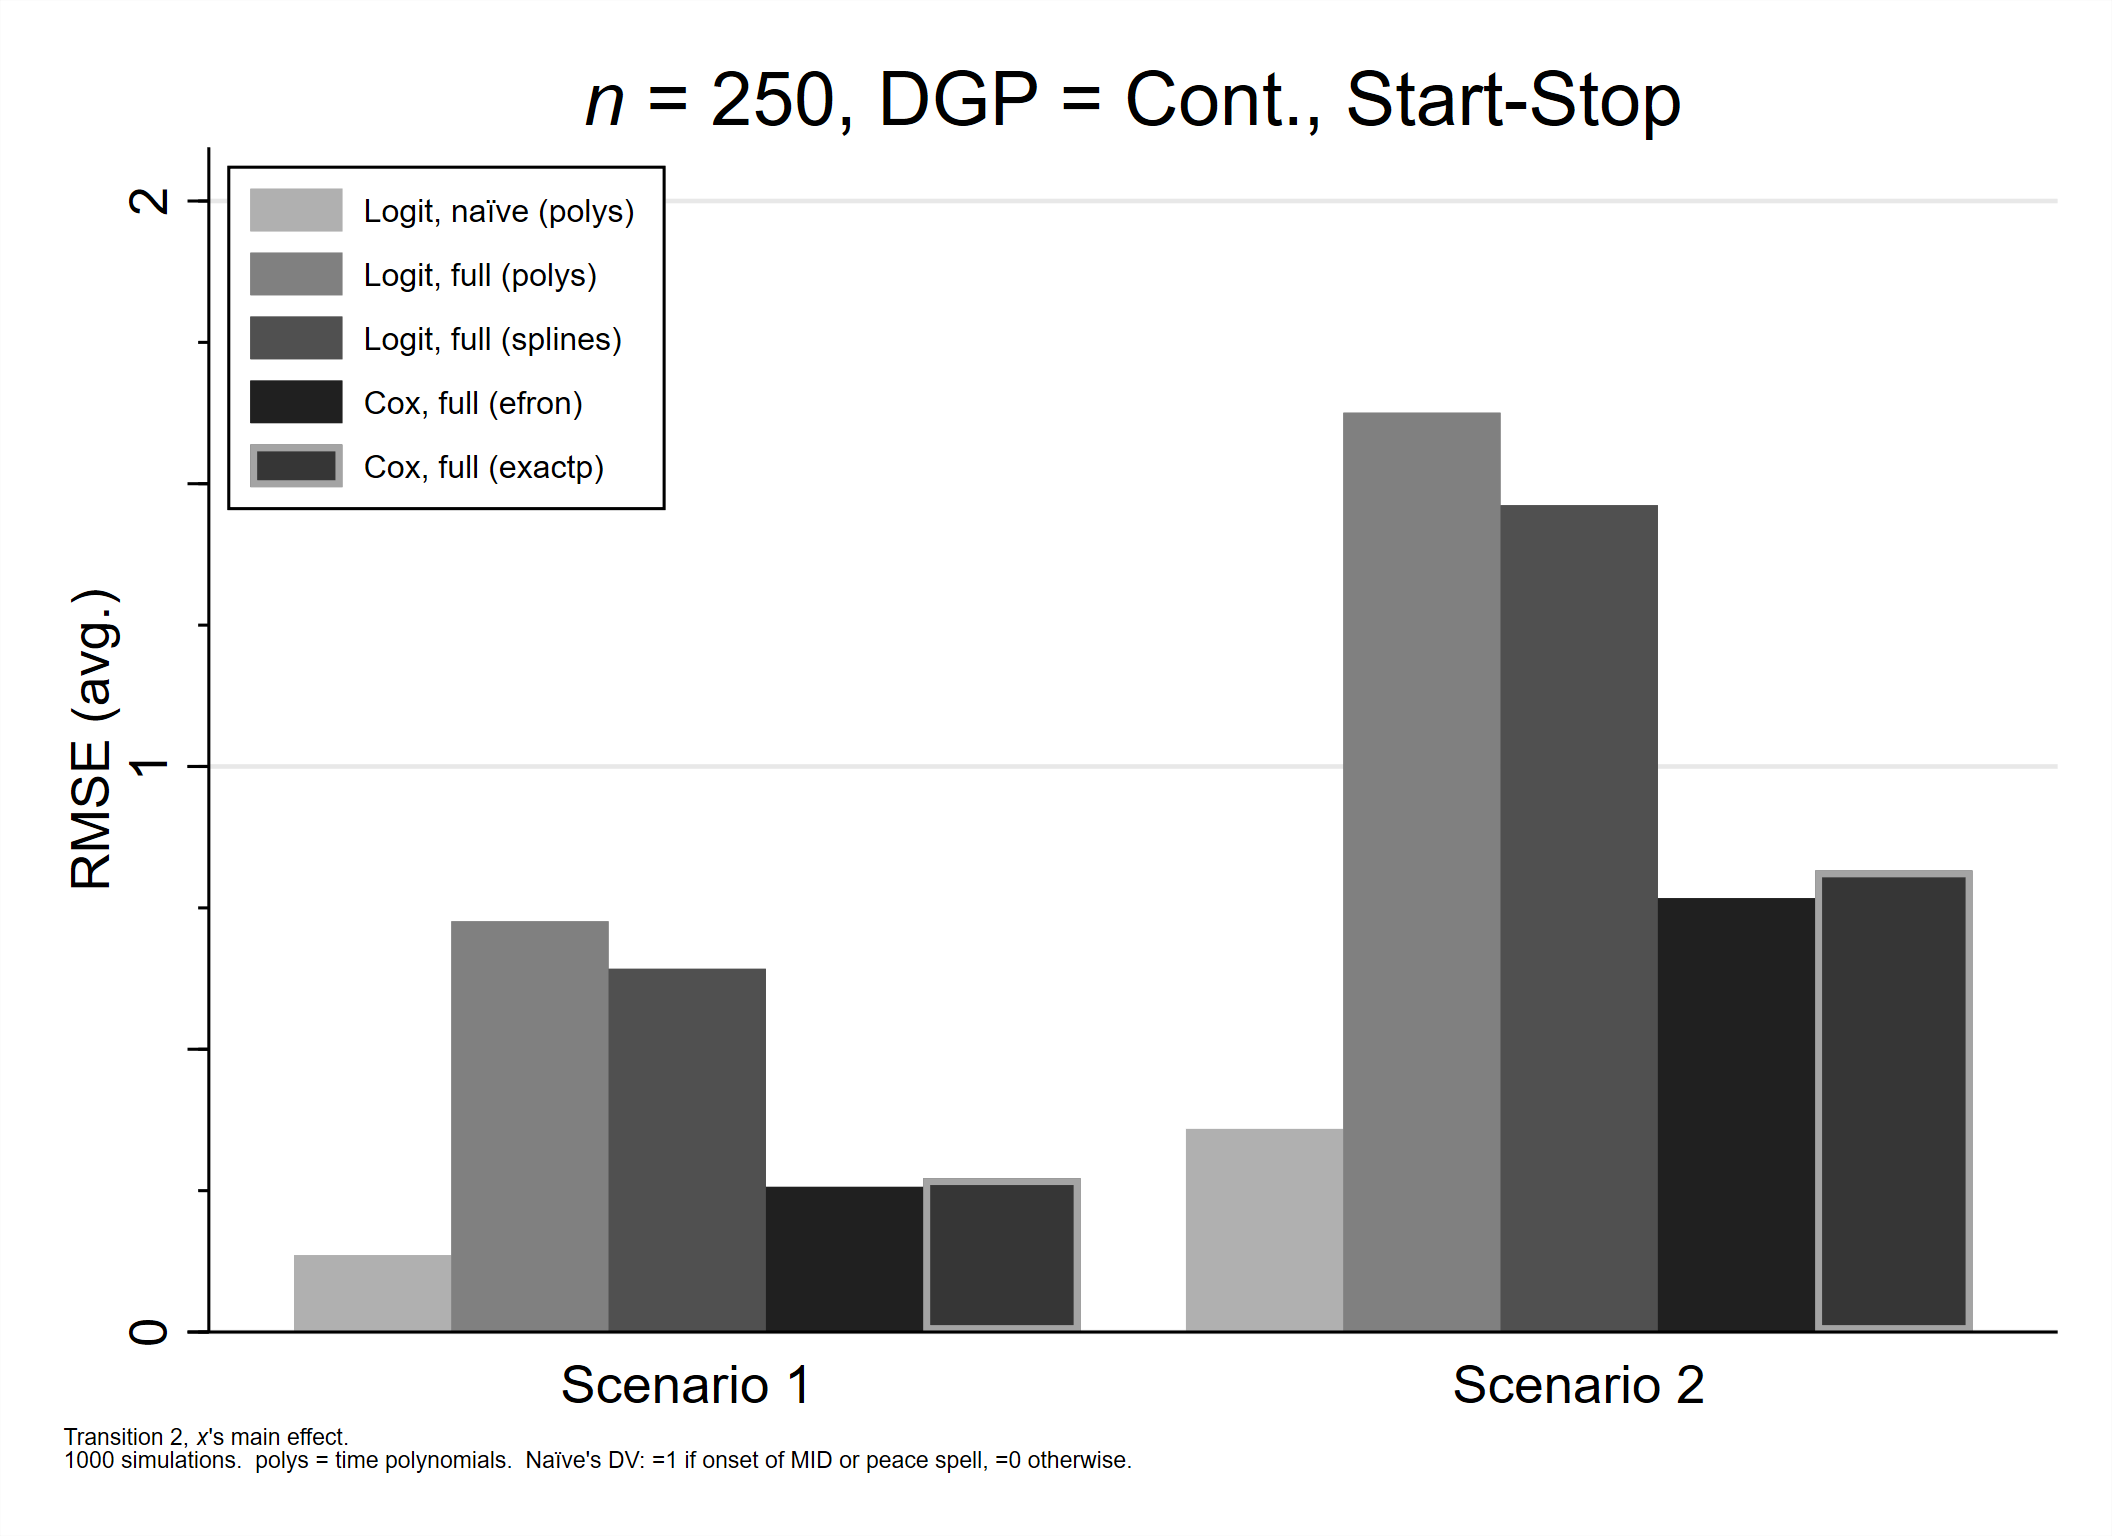 n = 250, DGP = Cont., Start-Stop
2
Logit, naïve (polys)
Logit, full (polys)
Logit, full (splines)
Cox, full (efron)
Cox, full (exactp)
RMSE (avg.)
1
0
Scenario 1
Scenario 2
Transition 2, x's main effect.
1000 simulations.  polys = time polynomials.  Naïve's DV: =1 if onset of MID or peace spell, =0 otherwise.